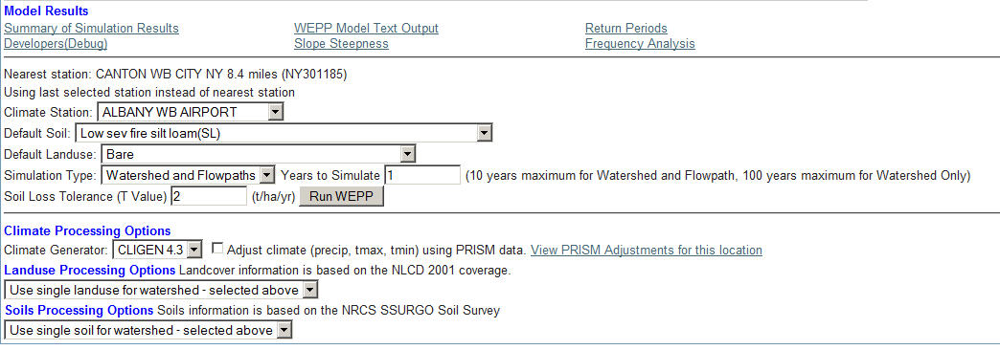 Model Results
Summary of Simulation Results WEPP Model Text Output Return Periods
Developers(Debug) Slope Steepness Frequency Analysis
Nearest station: CANTON WB CITY NY 8.4 miles (NY301185)
Using last selected station instead of nearest station
Climate Station: ALBANY WB AIRPORT
Default Soil: Low sev fire silt loam(SL)
Default Landuse: Bare
Simulation Type: Watershed and Flowpaths Years to Simulate 1 (10 years maximum for Watershed and Flowpath, 100 years maximum for Watershed Only)
Soil Loss Tolerance (T Value) 2 (t/ha/yr) Run WEPP
Climate Processing Options
Climate Generator: CLIGEN 4.3 Adjust climate (precip, tmax, tmin) using PRISM data. View PRISM Adjustments for this location
Landuse Processing Options Landcover information is based on the NLCD 2001 coverage.
Use single landuse for watershed - selected above
Soils Processing Options Soils information is based on the NRCS SSURGO Soil Survey
Use single soil for watershed - selected above